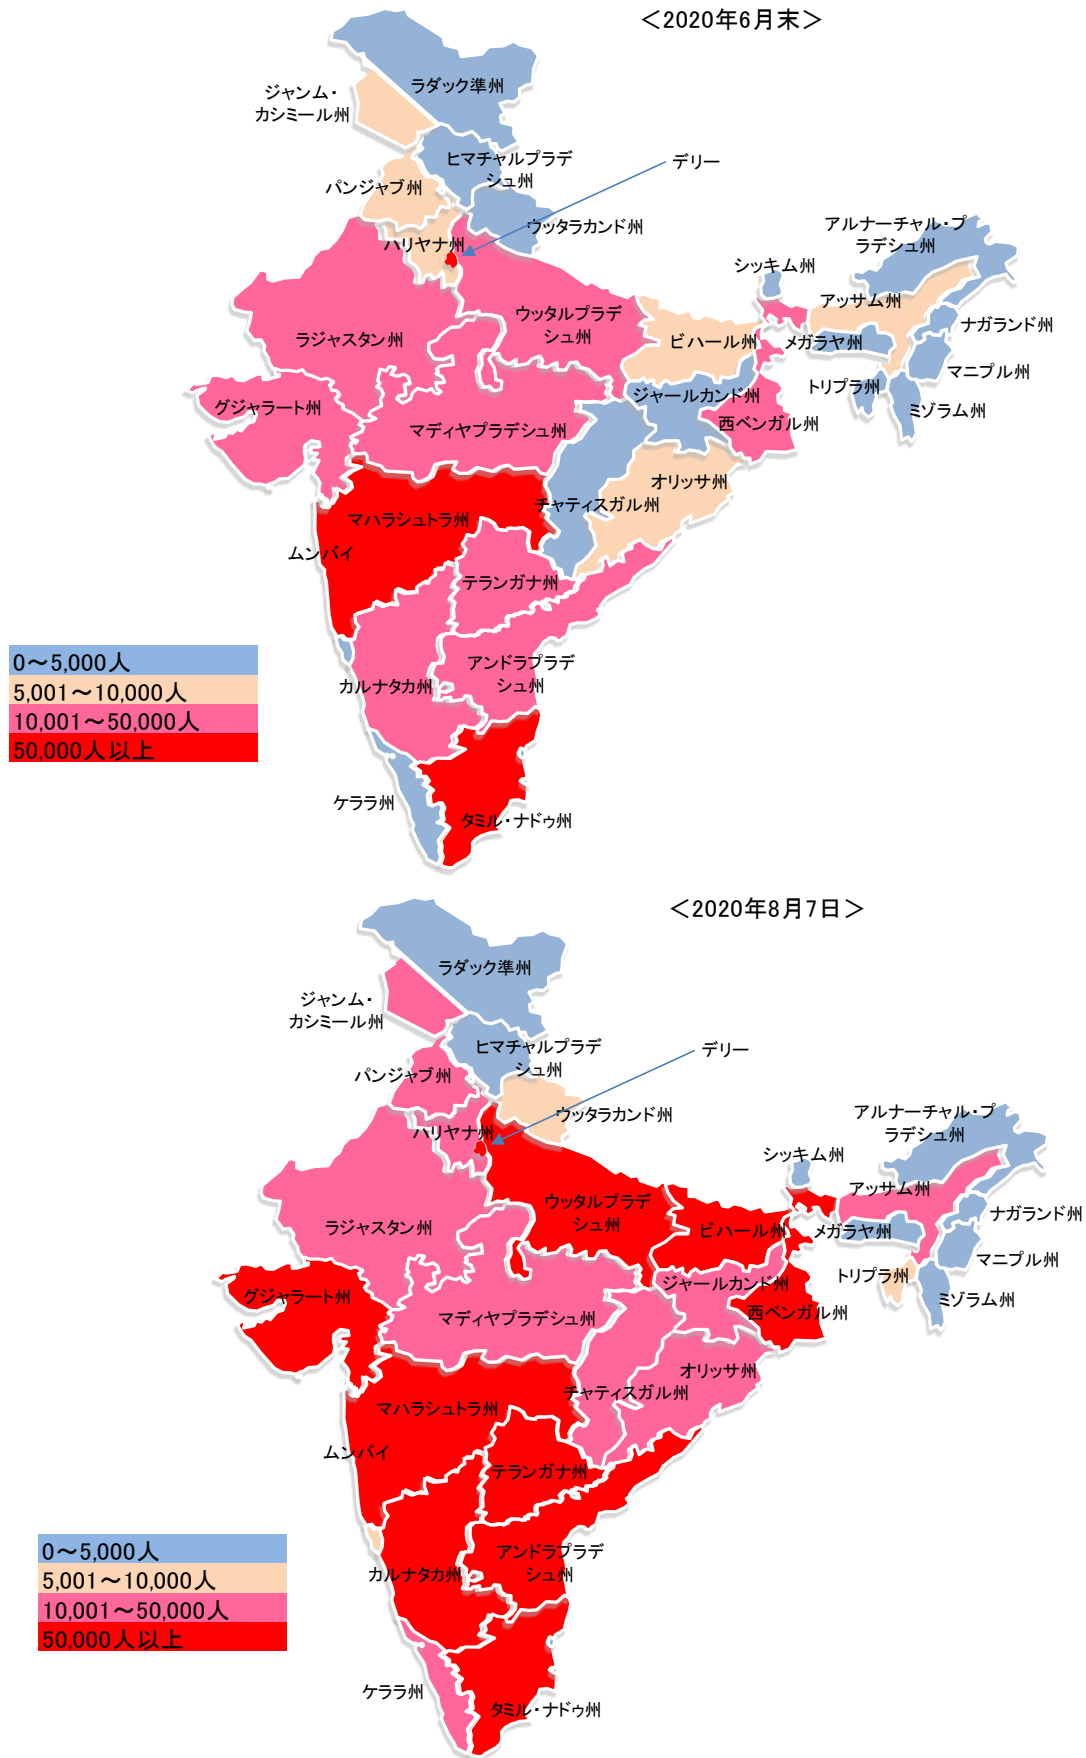 ＜2020年6月末＞
ラダック準州
ジャンム・
カシミール州
ヒマチャルプラデ
シュ州
デリー
パンジャブ州
ウッタラカンド州
アルナーチャル・プ
ラデシュ州
ハリヤナ州
シッキム州
アッサム州
ウッタルプラデ
シュ州
ナガランド州
ラジャスタン州
ビハール州
メガラヤ州
マニプル州
トリプラ州
ジャールカンド州
グジャラート州
ミゾラム州
西ベンガル州
マディヤプラデシュ州
オリッサ州
チャティスガル州
マハラシュトラ州
ムンバイ
テランガナ州
アンドラプラデ
シュ州
カルナタカ州
0～5,000人
5,001～10,000人
10,001～50,000人
50,000人以上
ケララ州
タミル・ナドゥ州
＜2020年8月7日＞
ラダック準州
ジャンム・
カシミール州
ヒマチャルプラデ
シュ州
デリー
パンジャブ州
ウッタラカンド州
アルナーチャル・プ
ラデシュ州
ハリヤナ州
シッキム州
アッサム州
ウッタルプラデ
シュ州
ナガランド州
ラジャスタン州
ビハール州
メガラヤ州
マニプル州
トリプラ州
ジャールカンド州
グジャラート州
ミゾラム州
西ベンガル州
マディヤプラデシュ州
オリッサ州
チャティスガル州
マハラシュトラ州
ムンバイ
テランガナ州
アンドラプラデ
シュ州
カルナタカ州
0～5,000人
5,001～10,000人
10,001～50,000人
50,000人以上
ケララ州
タミル・ナドゥ州